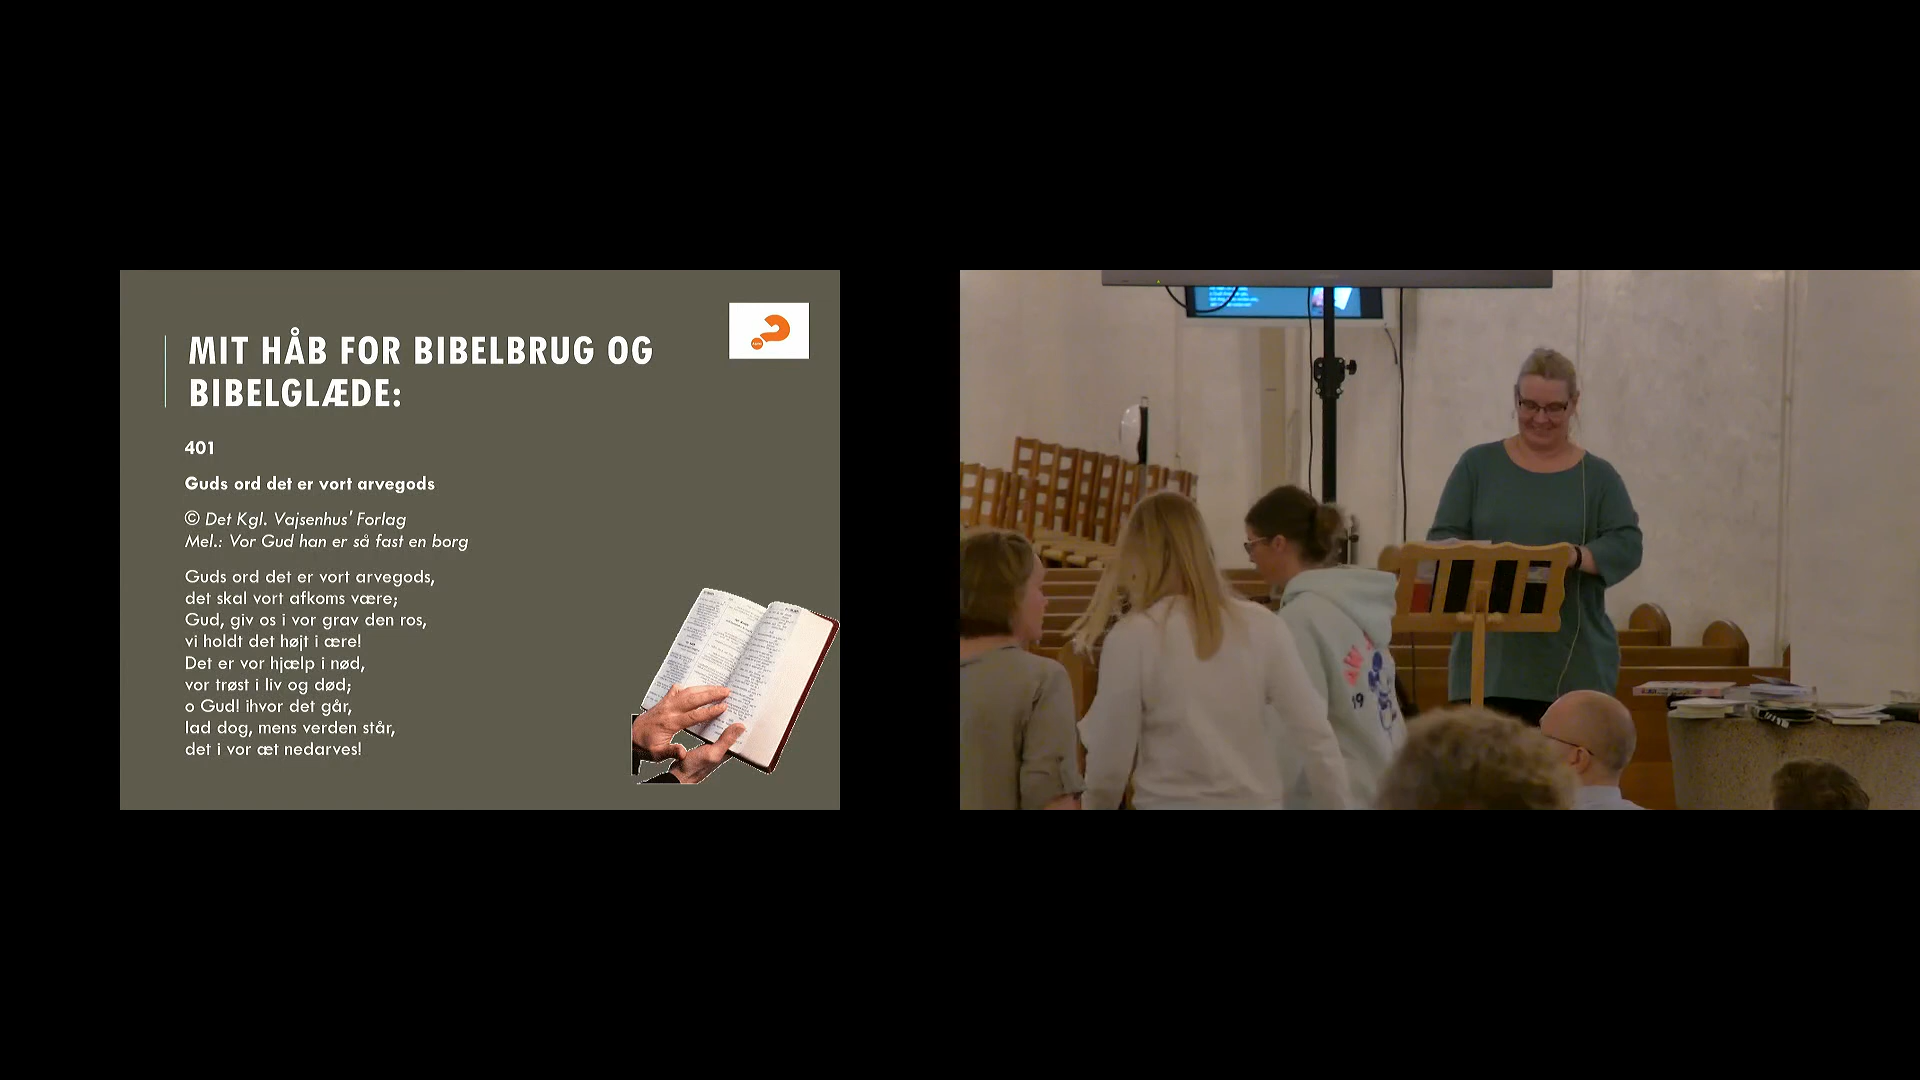 MIT HÅB FOR BIBELBRUG OG
BIBELGLÆDE:
401
Guds ord det er vort arvegods
© Det Kgl. Vajsenhus' Forlag
Mel.: Vor Gud han er så fast en borg
Guds ord det er vort arvegods,
det skal vort afkoms være;
Gud, giv os i vor grav den ros,
vi holdt det højt i ære!
Det er vor hjælp i nød,
vor trøst i liv og død;
o Gud! ihvor det går,
lad dog, mens verden står,
det i vor æt nedarves!
19